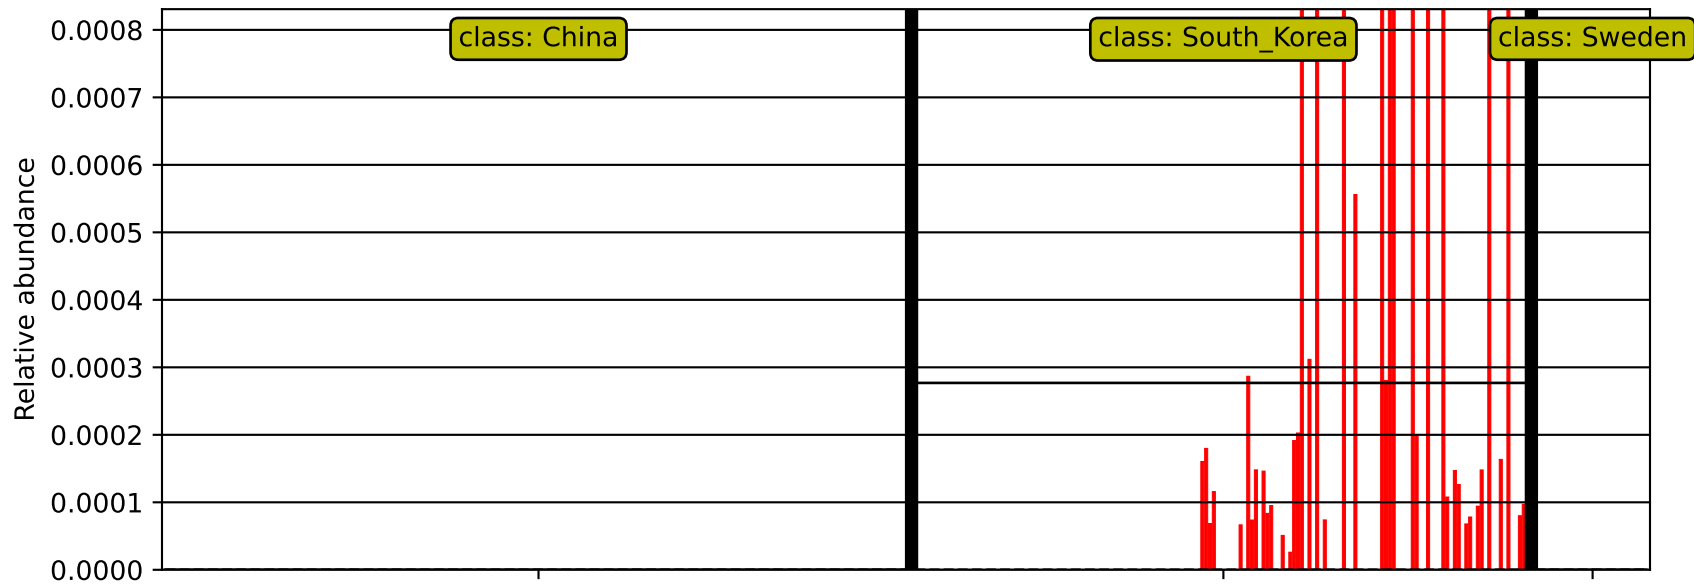 class: China
class: South_Korea
class: Sweden
Relative abundance
0.0008
0.0007
0.0006
0.0005
0.0004
0.0003
0.0002
0.0001
0.0000